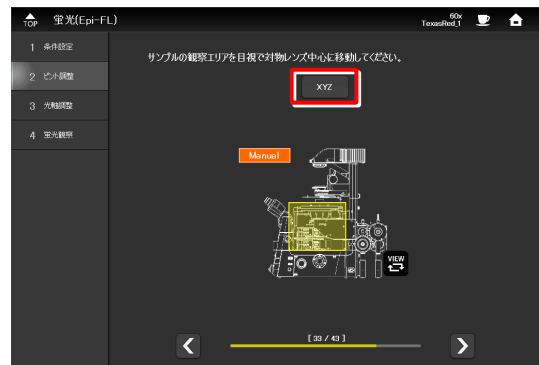 TOP
蛍光(Epi-FL)
60x
TexasRed_1
1 条件設定
2 ピント調整
3 光軸調整
4 蛍光観察
サンプルの観察エリアを目視で対物レンズ中心に移動してください。
XYZ
Manual
VIEW
[ 33 / 43 ]